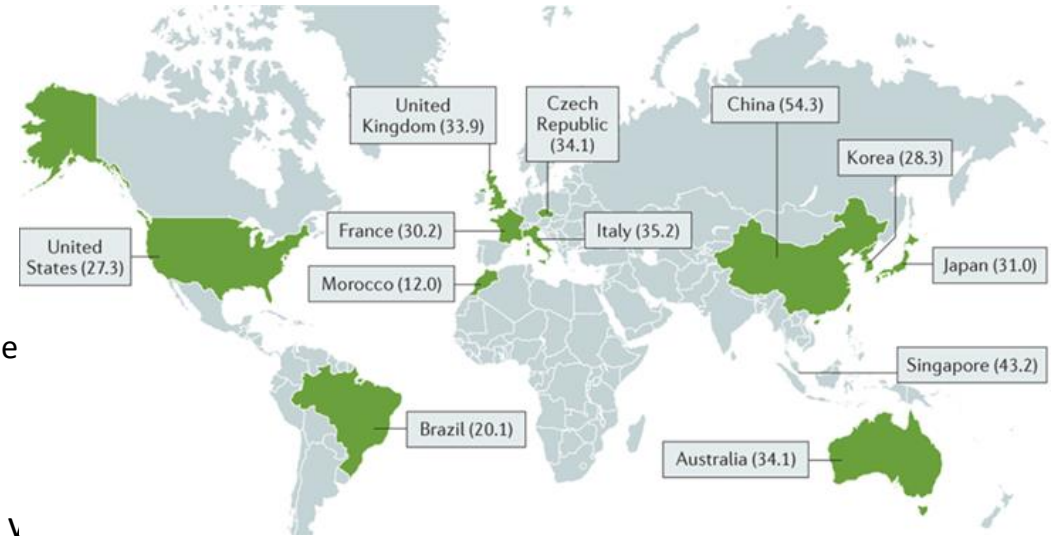 United
Kingdom (33.9)
Czech
Republic
(34.1)
China (54.3)
Korea (28.3)
France (30.2)
Italy (35.2)
United
States (27.3)
Morocco (12.0)
Japan (31.0)
e
Singapore (43.2)
Brazil (20.1)
Australia (34.1)